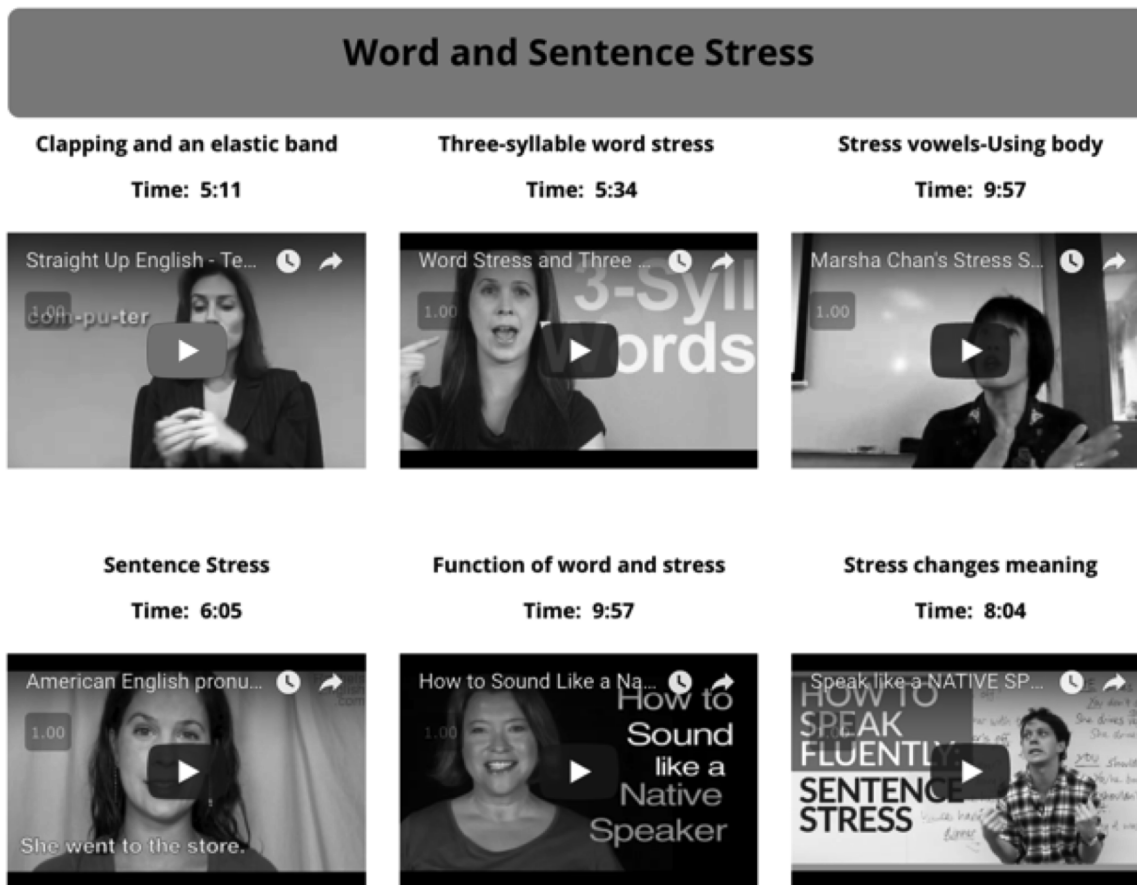 Word and Sentence Stress
Clapping and an elastic band
Time: 5:11
Three-syllable word stress
Time: 5:34
Stress vowels-Using body
Time: 9:57
Straight Up English - Te...
1.00
com-pu-ter
Word Stress and Three ...
1.00
3-Syll
Words
Marsha Chan's Stress S...
1.00
Sentence Stress
Time: 6:05
Function of word and stress
Time: 9:57
Stress changes meaning
Time: 8:04
American English pronu...
1.00
She went to the store.
How to Sound Like a Na...
1.00
How to
Sound
like a
Native
Speaker
Speak like a NATIVE SP...
1.00
HOW TO
SPEAK
FLUENTLY:
SENTENCE
STRESS